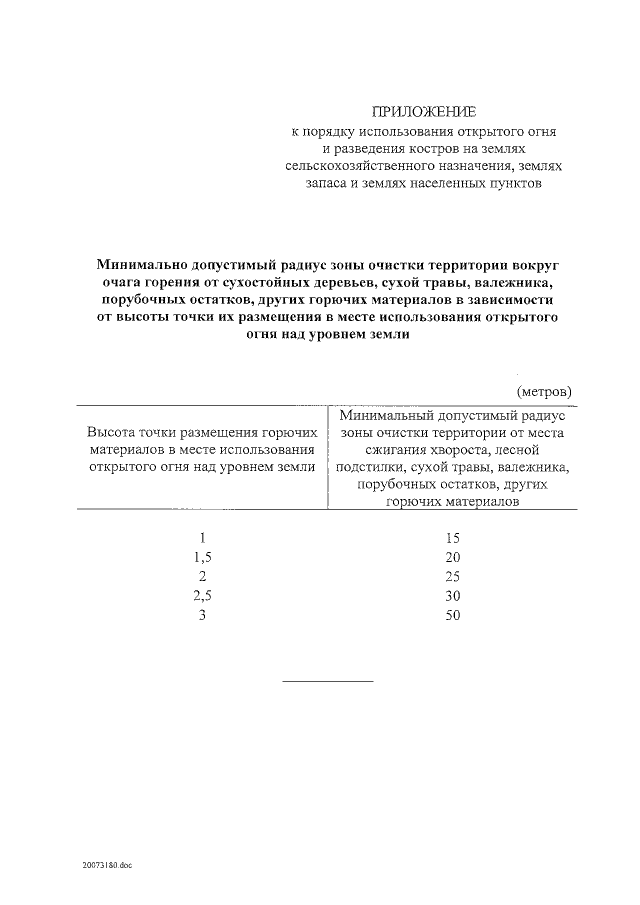 ПРИЛОЖЕНИЕ
к порядку использования открытого огня
и разведения костров на землях
сельскохозяйственного назначения, землях
запаса и землях населенных пунктов
Минимально допустимый радиус зоны очистки территории вокруг
очага горения от сухостойных деревьев, сухой травы, валежника,
порубочных остатков, других горючих материалов в зависимости
от высоты точки их размещения в месте использования открытого
огня над уровнем земли
(метров)
Высота точки размещения горючих
материалов в месте использования
открытого огня над уровнем земли
Минимальный допустимый радиус
зоны очистки территории от места
сжигания хвороста, лесной
подстилки, сухой травы, валежника,
порубочных остатков, других
горючих материалов
1 15
1,5 20
2 25
2,5 30
3 50
20073180.doc